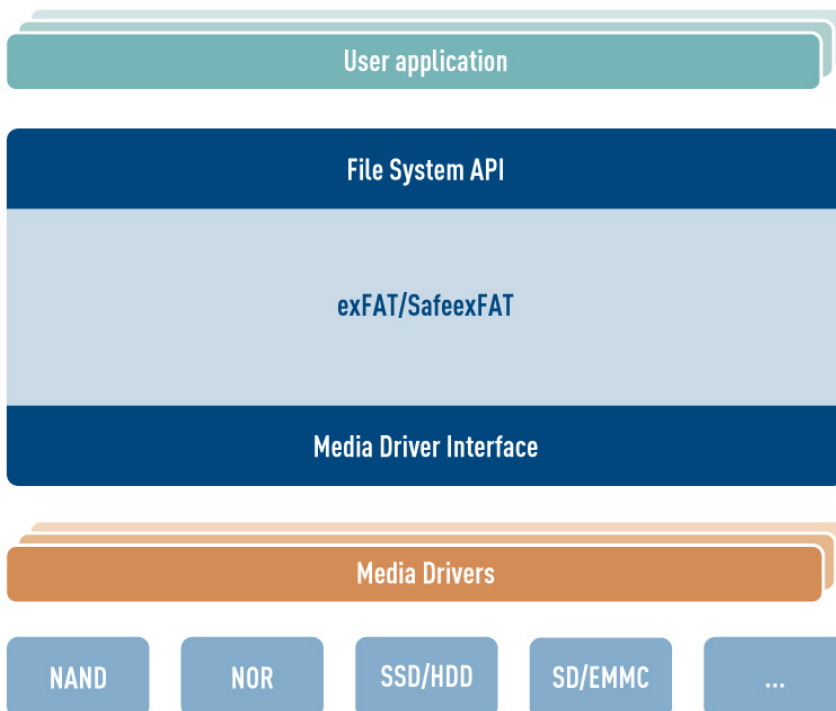 User application
File System API
exFAT/SafeexFAT
Media Driver Interface
Media Drivers
NAND
NOR
SSD/HDD
SD/EMMC
...